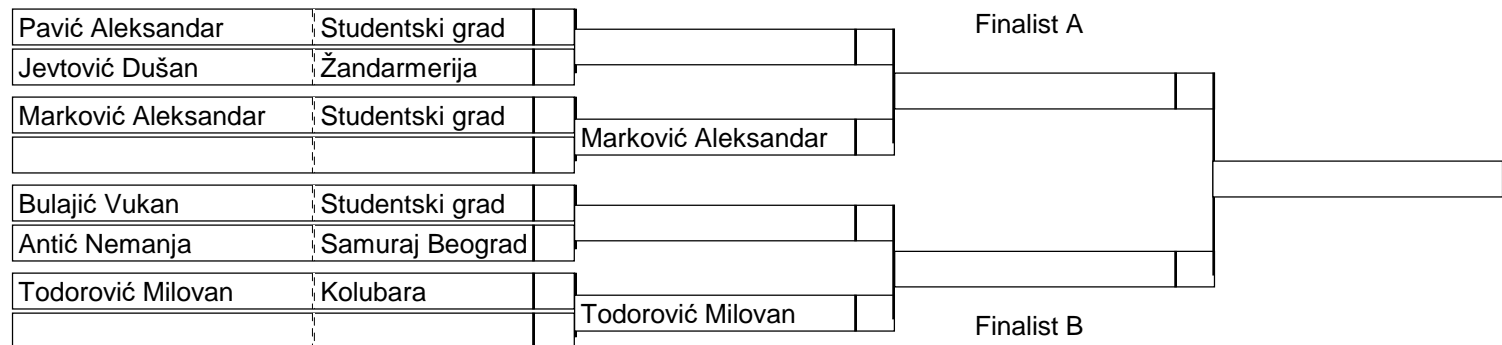 Finalist A
Pavić Aleksandar Studentski grad
Jevtović Dušan Žandarmerija
Marković Aleksandar Studentski grad
Marković Aleksandar
Bulajić Vukan Studentski grad
Antić Nemanja Samuraj Beograd
Todorović Milovan Kolubara
Todorović Milovan
Finalist B